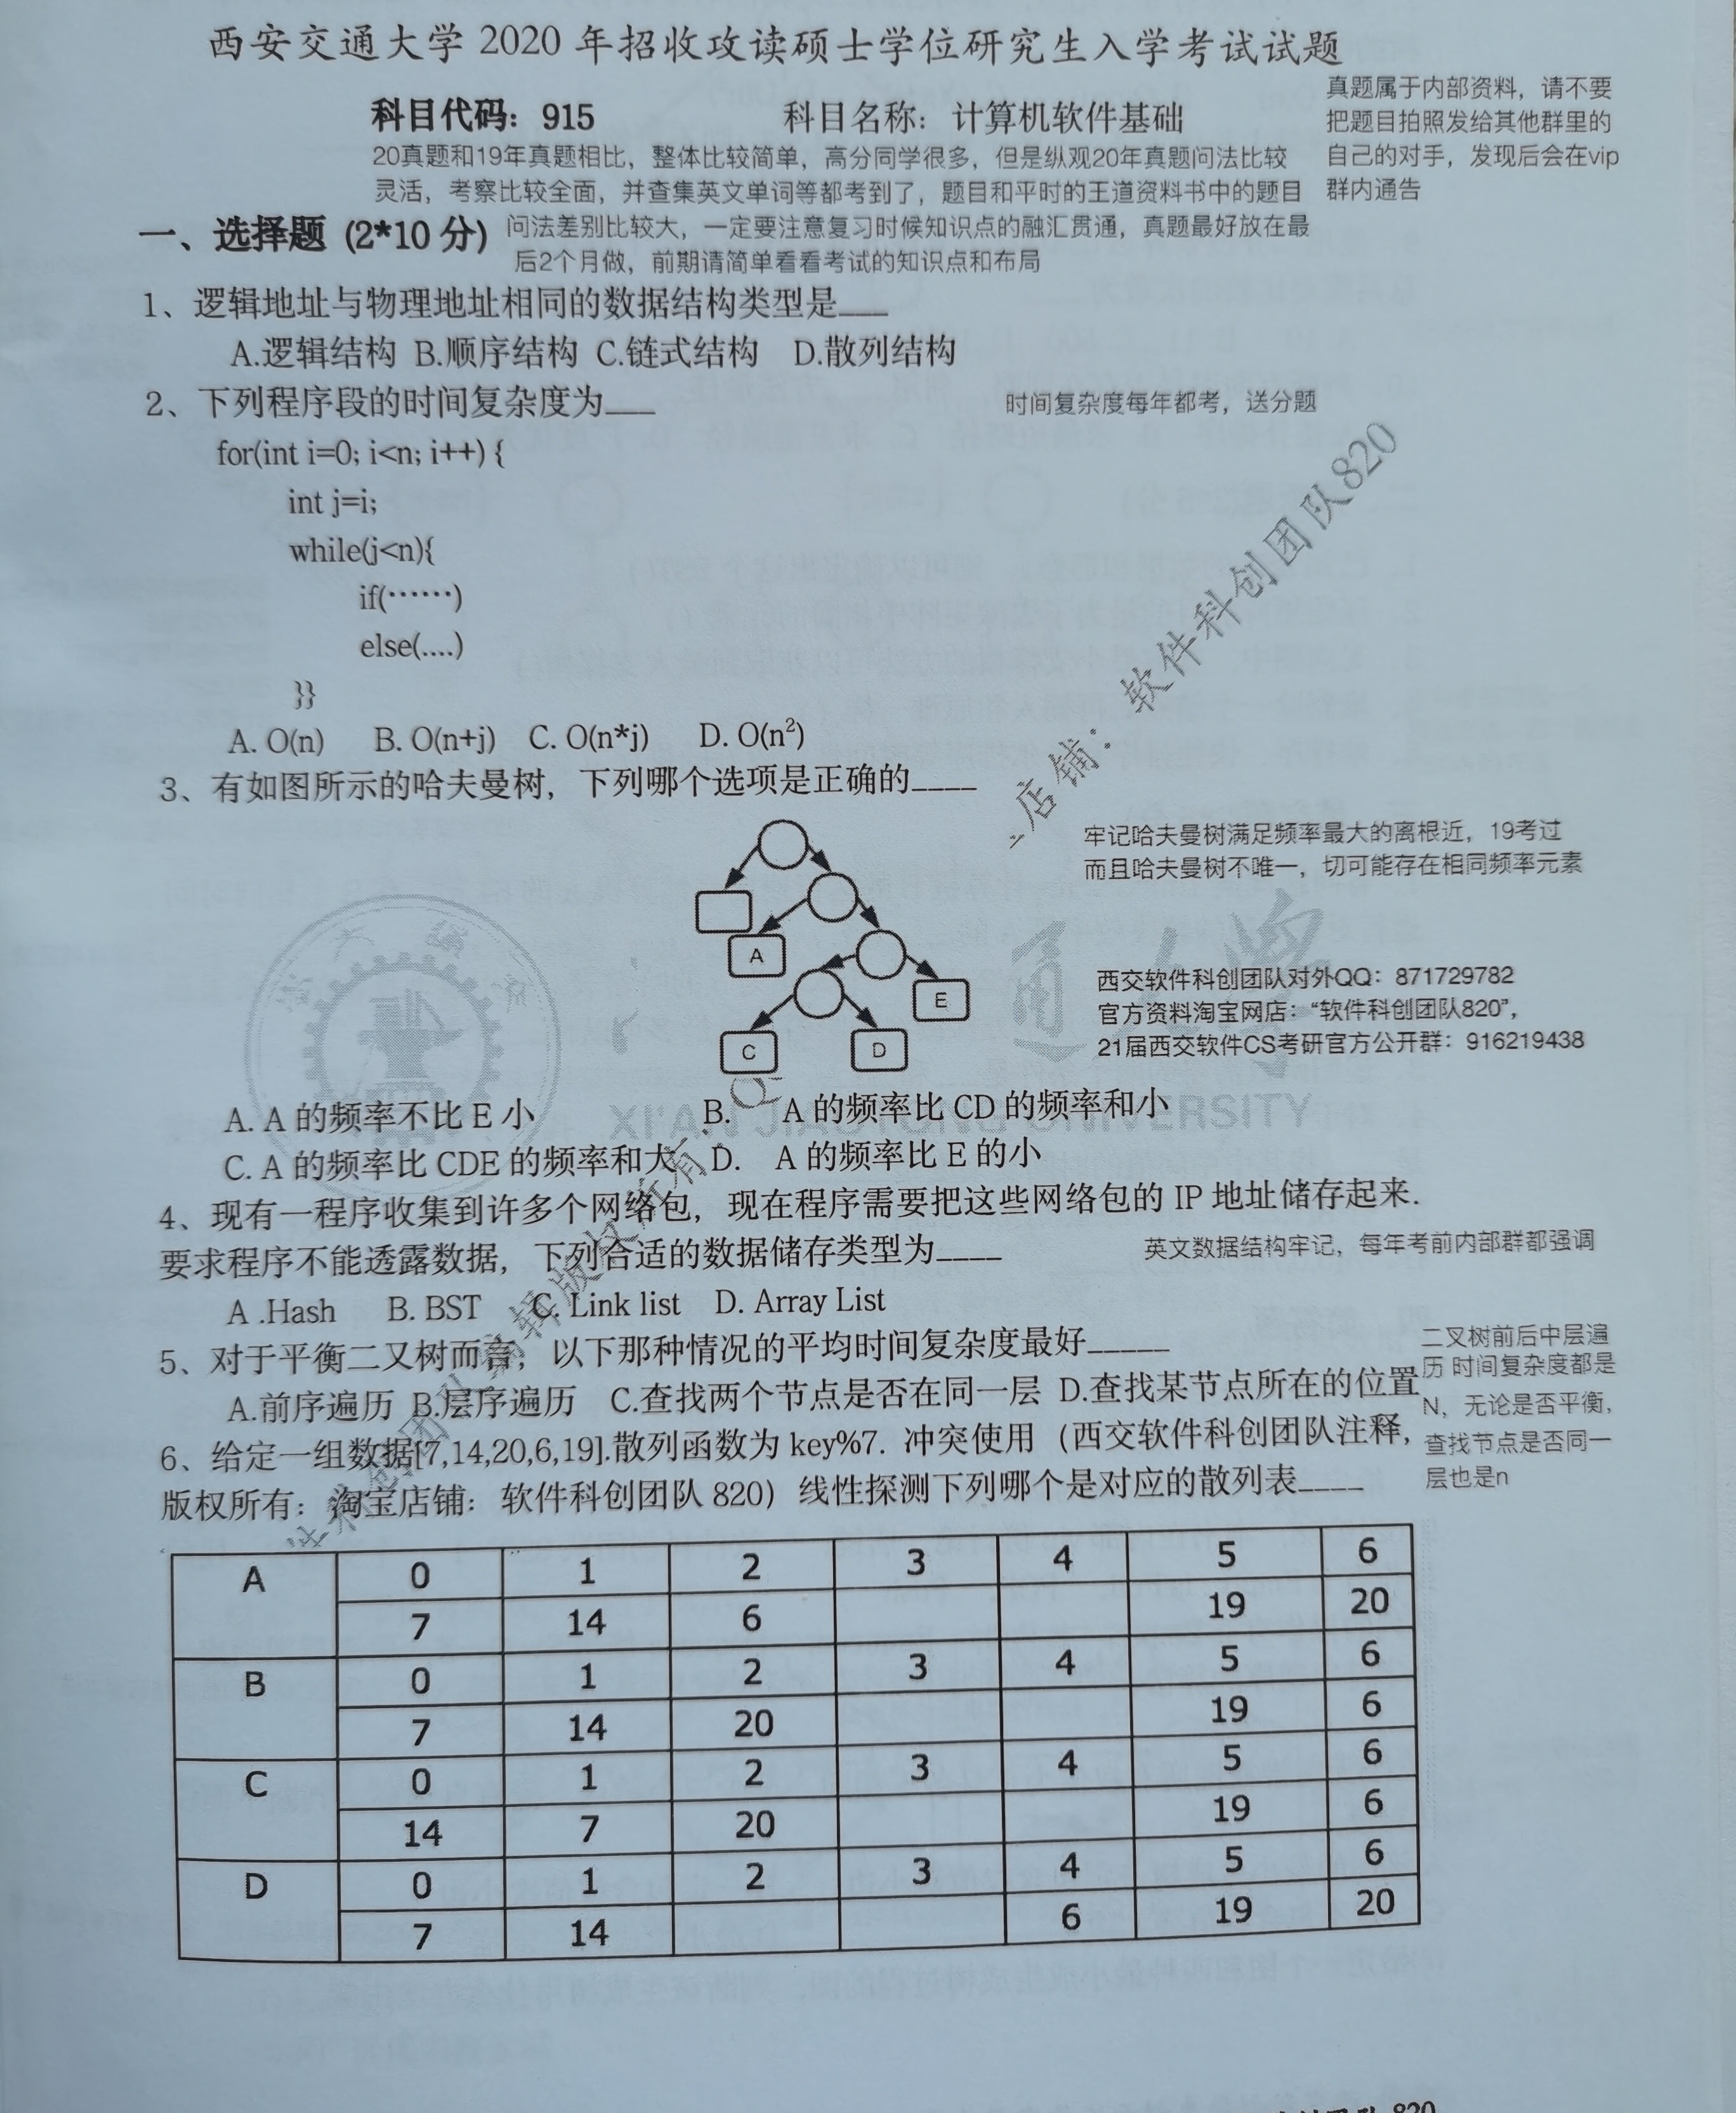 西安交通大学 2020 年招收攻读硕士学位研究生入学考试试题
科目代码：915 科目名称：计算机软件基础
真题属于内部资料，请不要
把题目拍照发给其他群里的
自己的对手，发现后会在vip
群内通告
20真题和19年真题相比，整体比较简单，高分同学很多，但是纵观20年真题问法比较
灵活，考察比较全面，并查集英文单词等都考到了，题目和平时的王道资料书中的题目
问法差别比较大，一定要注意复习时候知识点的融汇贯通，真题最好放在最
后2个月做，前期请简单看看考试的知识点和布局
一、选择题 (2*10 分)
1、逻辑地址与物理地址相同的数据结构类型是___
A.逻辑结构 B.顺序结构 C.链式结构 D.散列结构
2、下列程序段的时间复杂度为___
时间复杂度每年都考，送分题
for(int i=0; i<n; i++) {
int j=i;
while(j<n){
if(······)
else(....)
}}
A. O(n) B. O(n+j) C. O(n*j) D. O(n²)
3、有如图所示的哈夫曼树，下列哪个选项是正确的____
牢记哈夫曼树满足频率最大的离根近，19考过
而且哈夫曼树不唯一，切可能存在相同频率元素
A
E
C
D
西交软件科创团队对外QQ：871729782
官方资料淘宝网店：“软件科创团队820”，
21届西交软件CS考研官方公开群：916219438
A. A 的频率不比 E 小 B. A 的频率比 CD 的频率和小
C. A 的频率比 CDE 的频率和大 D. A 的频率比 E 的小
XI'AN JIAOTONG UNIVERSITY
4、现有一程序收集到许多个网络包，现在程序需要把这些网络包的 IP 地址储存起来.
要求程序不能透露数据，下列合适的数据储存类型为____
英文数据结构牢记，每年考前内部群都强调
A .Hash B. BST C. Link list D. Array List
5、对于平衡二叉树而言，以下那种情况的平均时间复杂度最好_____
A.前序遍历 B.层序遍历 C.查找两个节点是否在同一层 D.查找某节点所在的位置
二叉树前后中层遍
历 时间复杂度都是
N，无论是否平衡，
查找节点是否同一
层也是n
6、给定一组数据[7,14,20,6,19].散列函数为 key%7. 冲突使用（西交软件科创团队注释，
版权所有：淘宝店铺：软件科创团队 820）线性探测下列哪个是对应的散列表____
A 0 1 2 3 4 5 6
7 14 6 19 20
B 0 1 2 3 4 5 6
7 14 20 19 6
C 0 1 2 3 4 5 6
14 7 20 19 6
D 0 1 2 3 4 5 6
7 14 6 19 20
店铺：软件科创团队820